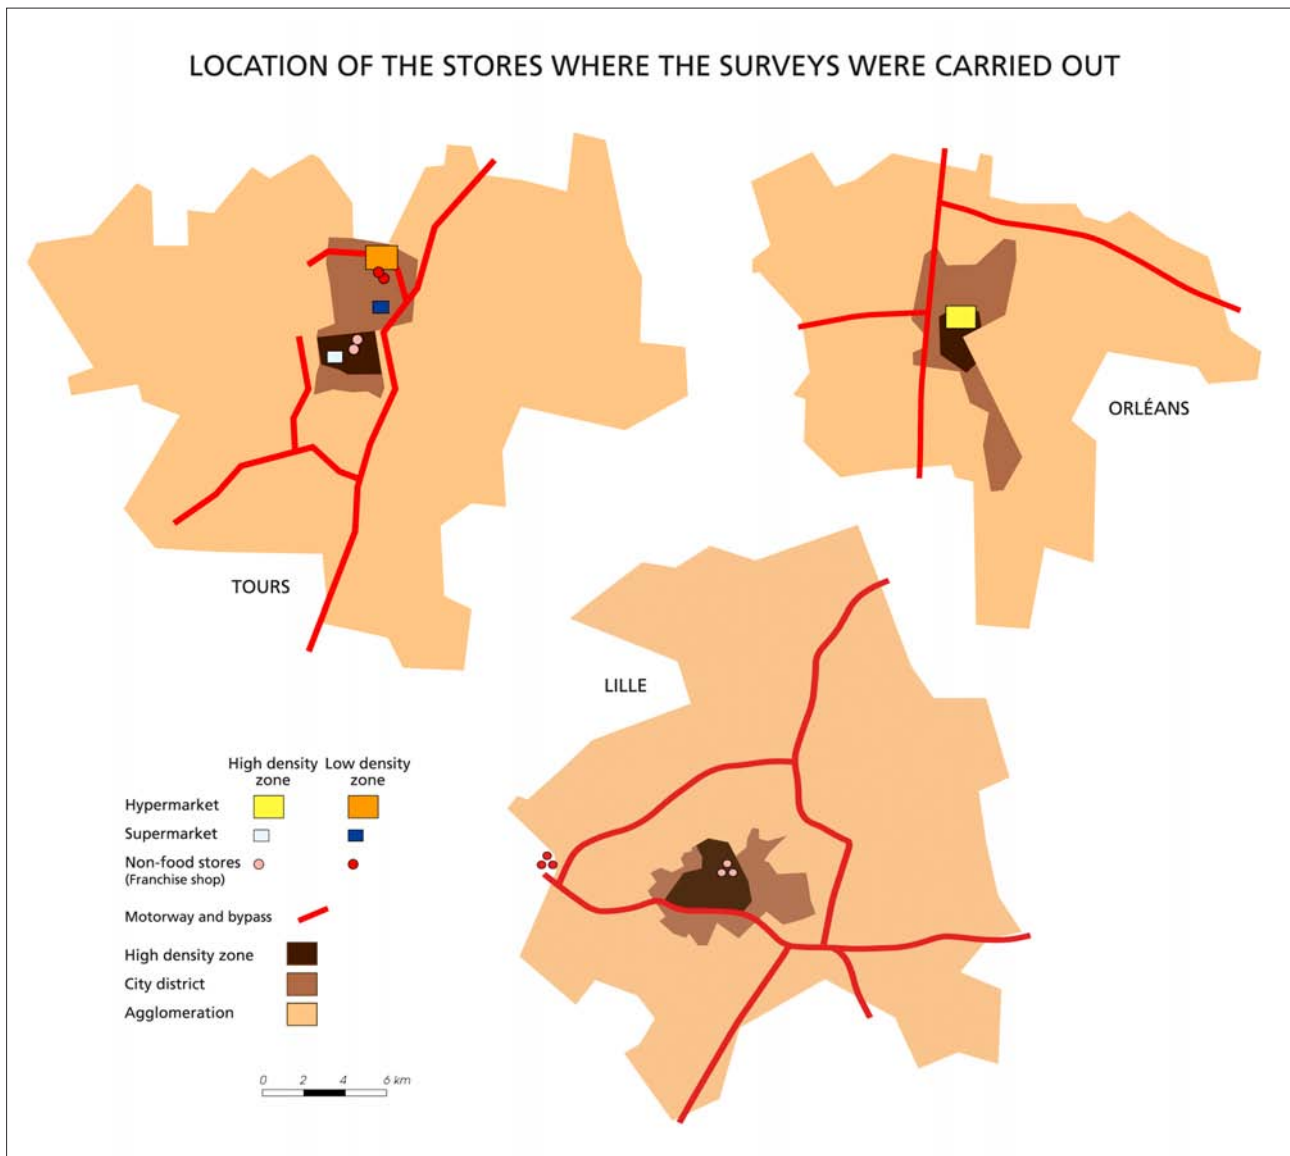 LOCATION OF THE STORES WHERE THE SURVEYS WERE CARRIED OUT
ORLÉANS
TOURS
LILLE
High density zone
Low density zone
Hypermarket
Supermarket
Non-food stores
(Franchise shop)
Motorway and bypass
High density zone
City district
Agglomeration
0 2 4 6 km